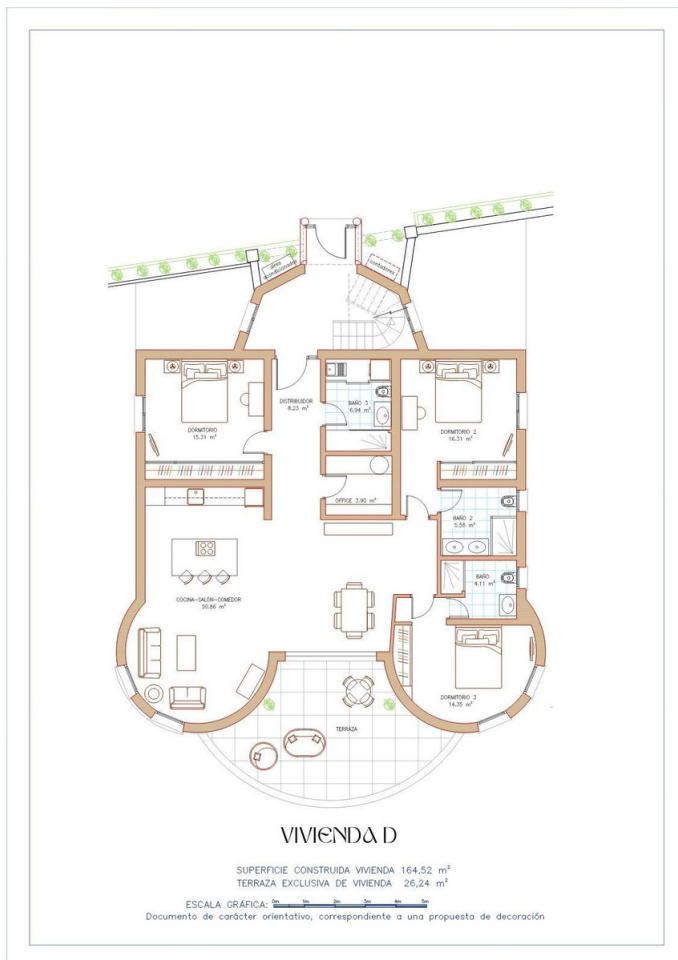 aires
acondicionados
contadores
DORMITORIO
15.31 m²
DISTRIBUIDOR
8.23 m²
BAÑO 3
6.94 m²
DORMITORIO 2
16.31 m²
OFFICE 3.90 m²
BAÑO 2
5.58 m²
BAÑO
4.11 m²
COCINA-SALÓN-COMEDOR
50.86 m²
DORMITORIO 3
14.35 m²
TERRAZA
VIVIENDA D
SUPERFICIE CONSTRUIDA VIVIENDA 164,52 m²
TERRAZA EXCLUSIVA DE VIVIENDA 26,24 m²
ESCALA GRÁFICA: 0m 1m 2m 3m 4m 5m
Documento de carácter orientativo, correspondiente a una propuesta de decoración